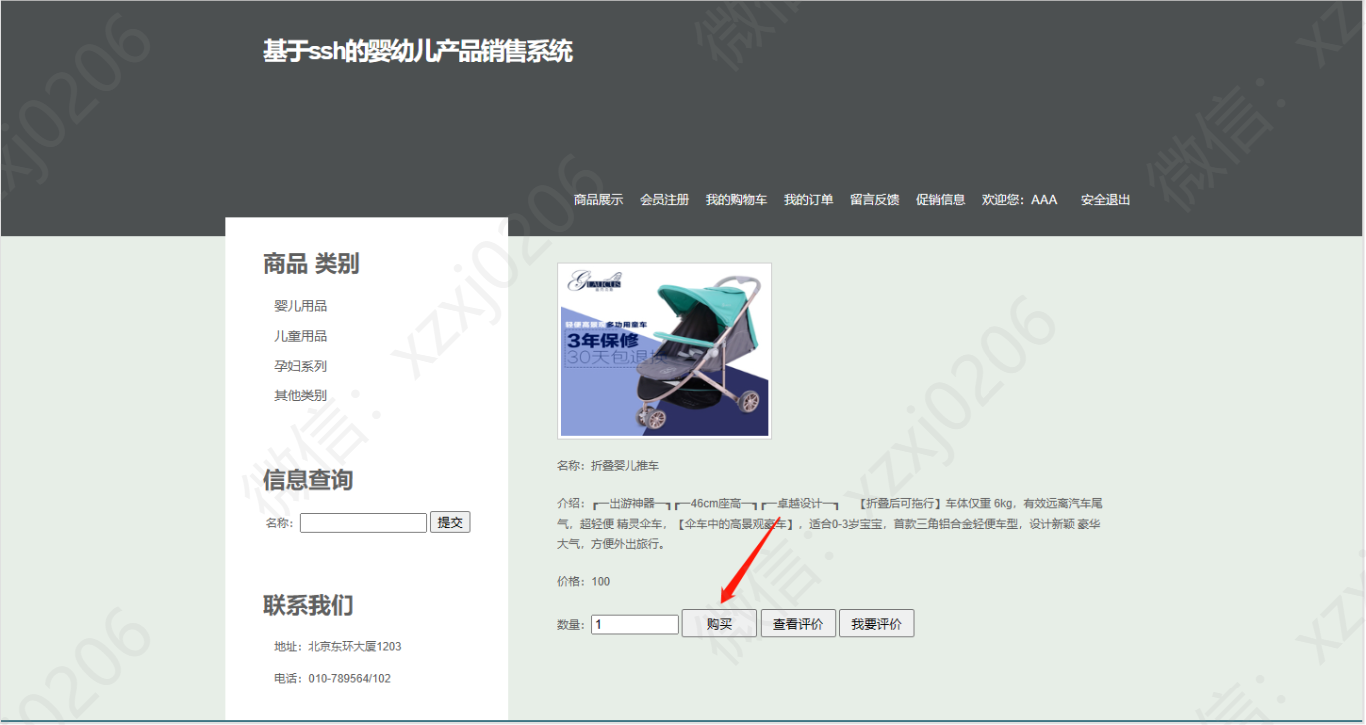 基于ssh的婴幼儿产品销售系统
商品展示 会员注册 我的购物车 我的订单 留言反馈 促销信息 欢迎您：AAA 安全退出
商品 类别
婴儿用品
儿童用品
孕妇系列
其他类别
信息查询
名称： 提交
联系我们
地址：北京东环大厦1203
电话：010-789564/102
GLAUCUS
轻便高景观多功用童车
3年保修
30天包退换
名称：折叠婴儿推车
介绍：┏━出游神器━┓┏━46cm座高━┓┏━卓越设计━┓ 【折叠后可拖行】车体仅重 6kg，有效远离汽车尾
气，超轻便 精灵伞车，【伞车中的高景观豪车】，适合0-3岁宝宝，首款三角铝合金轻便车型，设计新颖 豪华
大气，方便外出旅行。
价格：100
数量：1 购买 查看评价 我要评价
微信：xzxj0206